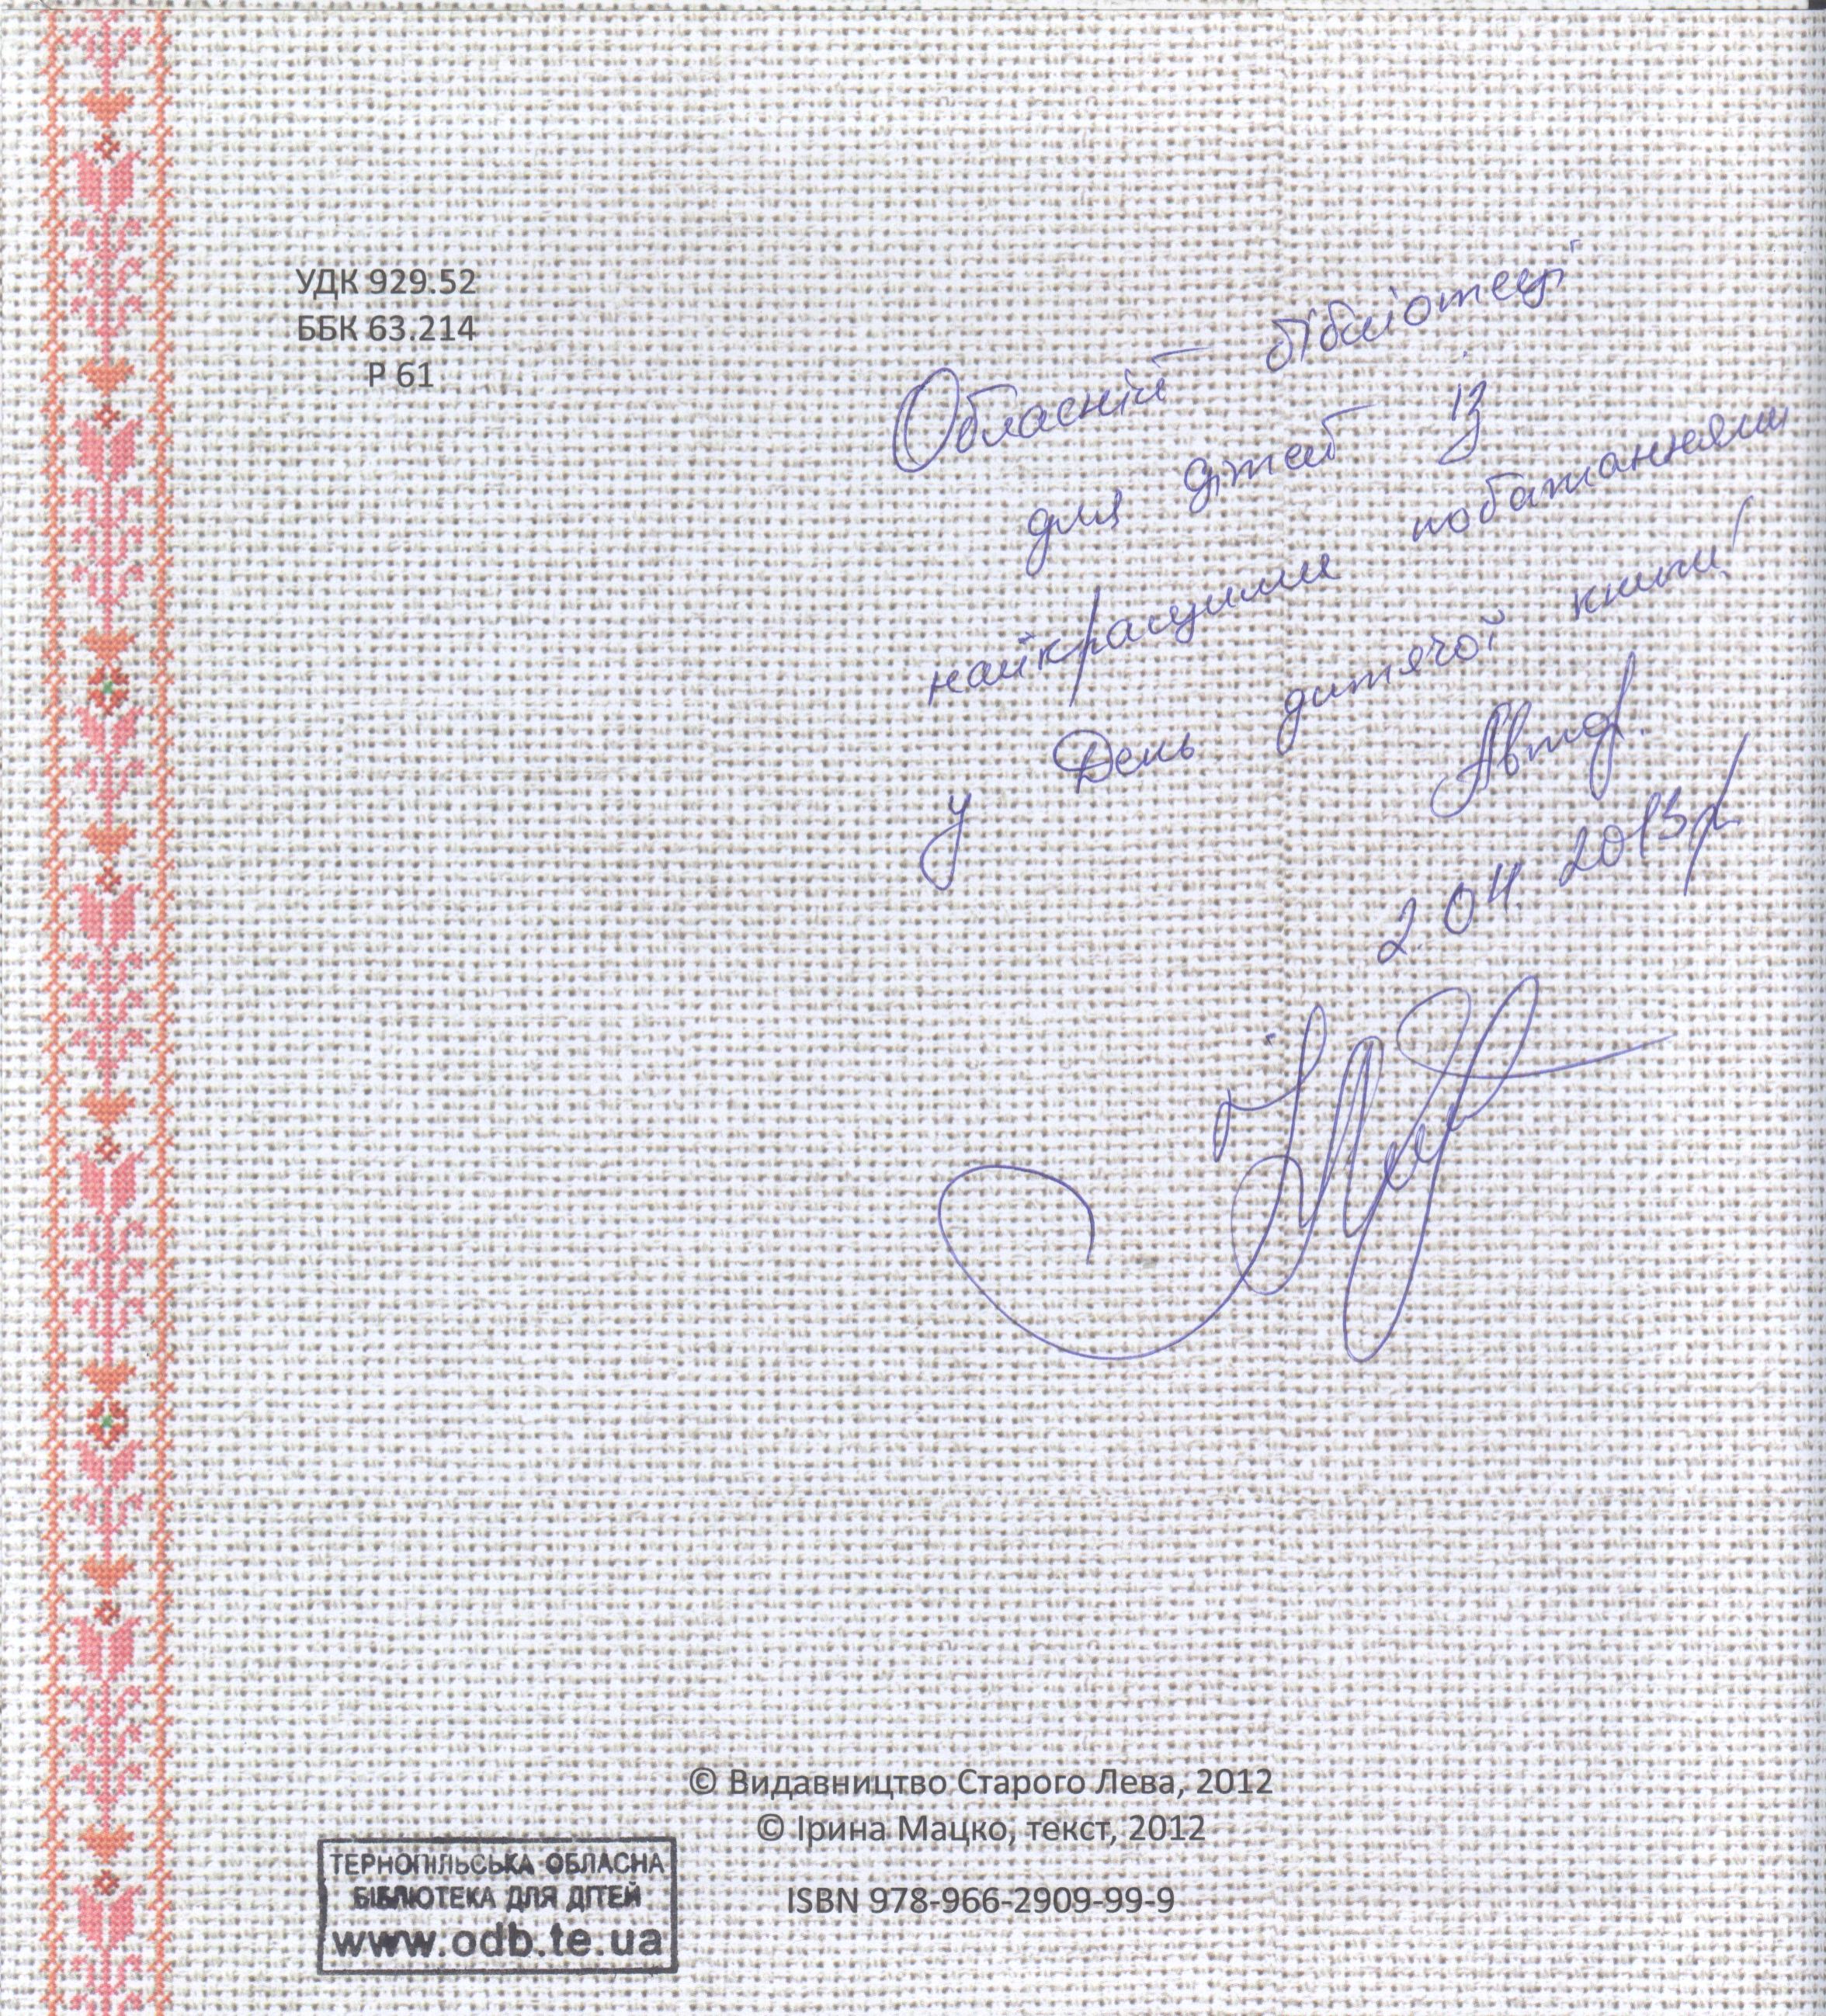 УДК 929.52
ББК 63.214
Р 61
Обласній бібліотеці
для дітей із
найкращими побажаннями
у День дитячої книги!
2.04.2013р.
© Видавництво Старого Лева, 2012
© Ірина Мацко, текст, 2012
ISBN 978-966-2909-99-9
ТЕРНОПІЛЬСЬКА ОБЛАСНА
БІБЛІОТЕКА ДЛЯ ДІТЕЙ
www.odb.te.ua